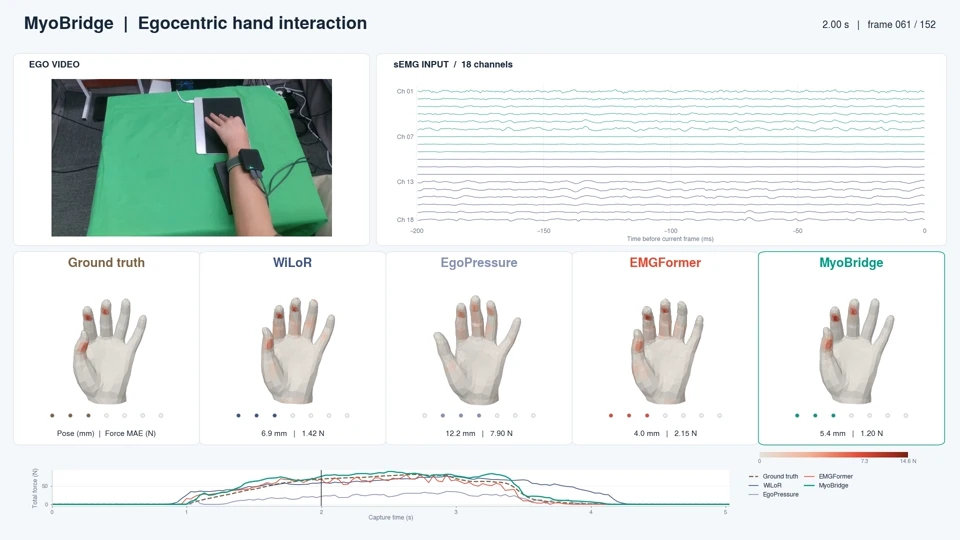 MyoBridge | Egocentric hand interaction
2.00 s | frame 061 / 152
EGO VIDEO
sEMG INPUT / 18 channels
Ch 01
Ch 07
Ch 13
Ch 18
-200 -150 -100 -50 0
Time before current frame (ms)
Ground truth WiLoR EgoPressure EMGFormer MyoBridge
Pose (mm) | Force MAE (N) 6.9 mm | 1.42 N 12.2 mm | 7.90 N 4.0 mm | 2.15 N 5.4 mm | 1.20 N
0 7.3 14.6 N
Total force (N)
50
0
0 1 2 3 4 5
Capture time (s)
Ground truth EMGFormer
WiLoR MyoBridge
EgoPressure